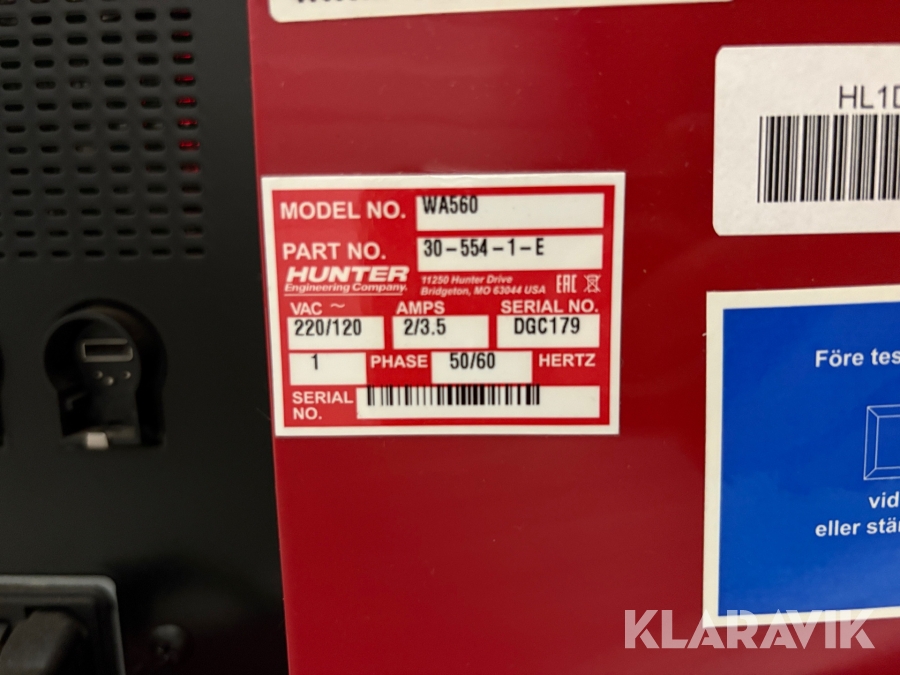 HL1D
MODEL NO. WA560
PART NO. 30-554-1-E
HUNTER
Engineering Company.
11250 Hunter Drive
Bridgeton, MO 63044 USA
EAC
VAC ~ AMPS SERIAL NO.
220/120 2/3.5 DGC179
1 PHASE 50/60 HERTZ
SERIAL
NO.
Före tes
vid
eller stär
KLARAVIK